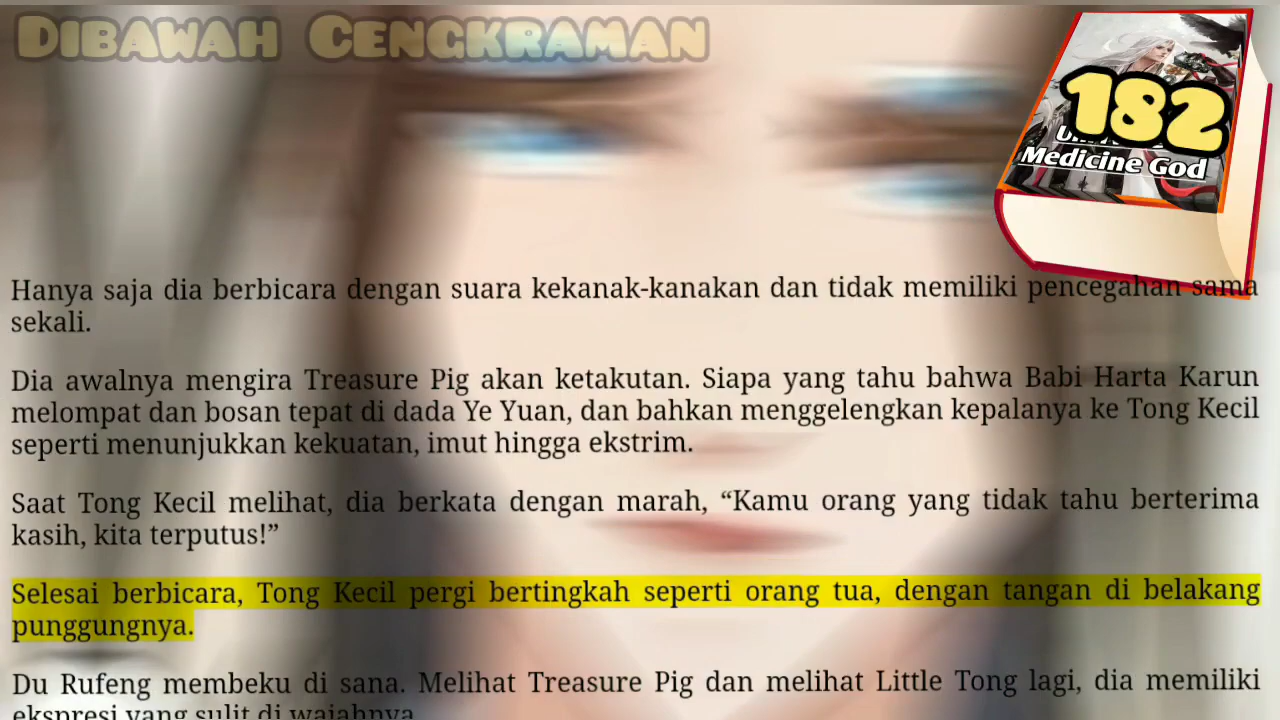 DIBAWAH CENGKRAMAN
182
Medicine God
Hanya saja dia berbicara dengan suara kekanak-kanakan dan tidak memiliki pencegahan sama
sekali.
Dia awalnya mengira Treasure Pig akan ketakutan. Siapa yang tahu bahwa Babi Harta Karun
melompat dan bosan tepat di dada Ye Yuan, dan bahkan menggelengkan kepalanya ke Tong Kecil
seperti menunjukkan kekuatan, imut hingga ekstrim.
Saat Tong Kecil melihat, dia berkata dengan marah, “Kamu orang yang tidak tahu berterima
kasih, kita terputus!”
Selesai berbicara, Tong Kecil pergi bertingkah seperti orang tua, dengan tangan di belakang
punggungnya.
Du Rufeng membeku di sana. Melihat Treasure Pig dan melihat Little Tong lagi, dia memiliki
ekspresi yang sulit di wajahnya.